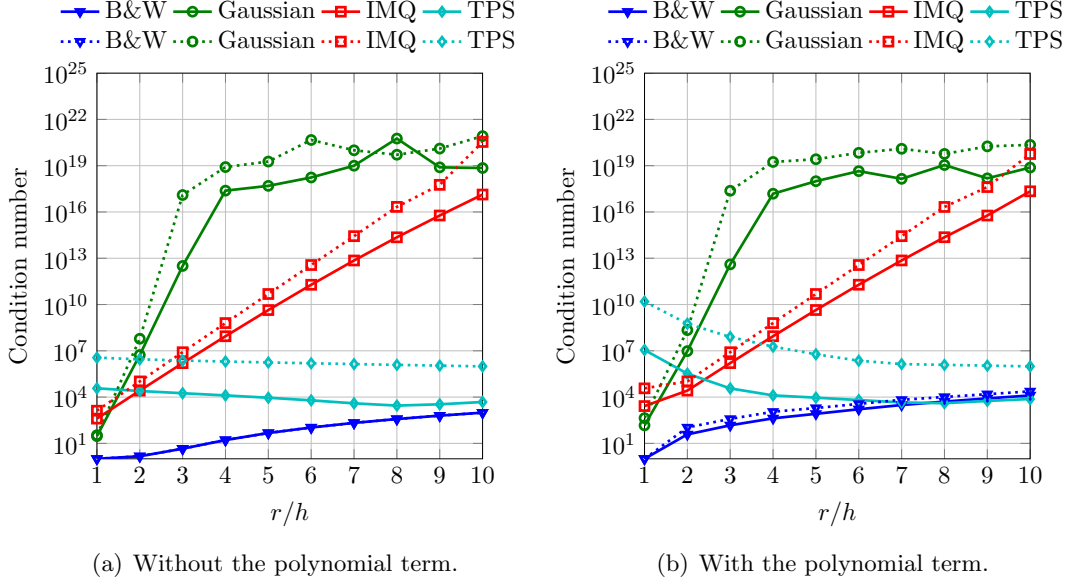 B&W Gaussian IMQ TPS
B&W Gaussian IMQ TPS
10^25
10^22
10^19
10^16
10^13
10^10
10^7
10^4
10^1
Condition number
1 2 3 4 5 6 7 8 9 10
r/h
(a) Without the polynomial term.
B&W Gaussian IMQ TPS
B&W Gaussian IMQ TPS
10^25
10^22
10^19
10^16
10^13
10^10
10^7
10^4
10^1
Condition number
1 2 3 4 5 6 7 8 9 10
r/h
(b) With the polynomial term.